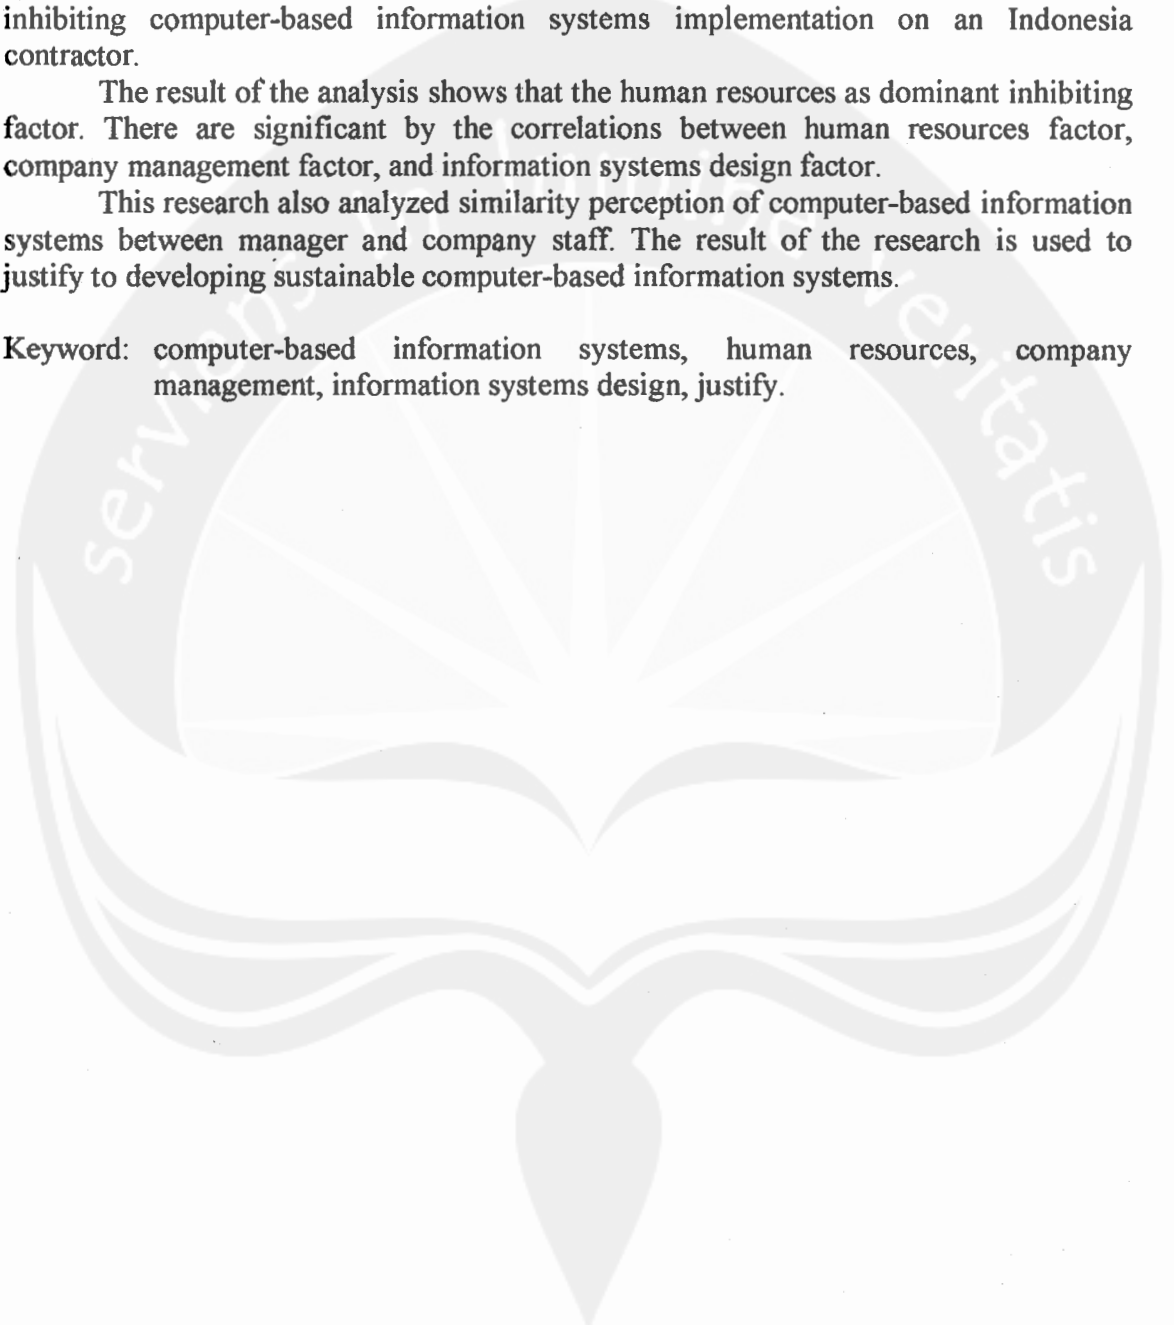 inhibiting computer-based information systems implementation on an Indonesia
contractor.
The result of the analysis shows that the human resources as dominant inhibiting
factor. There are significant by the correlations between human resources factor,
company management factor, and information systems design factor.
This research also analyzed similarity perception of computer-based information
systems between manager and company staff. The result of the research is used to
justify to developing sustainable computer-based information systems.
Keyword: computer-based information systems, human resources, company
management, information systems design, justify.
serviens in lumine veritatis